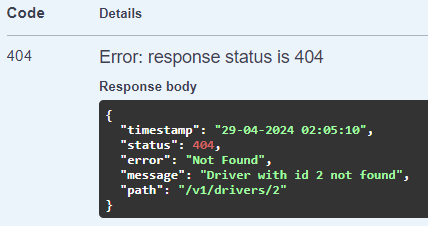 Code Details
404 Error: response status is 404
Response body
{
"timestamp": "29-04-2024 02:05:10",
"status": 404,
"error": "Not Found",
"message": "Driver with id 2 not found",
"path": "/v1/drivers/2"
}